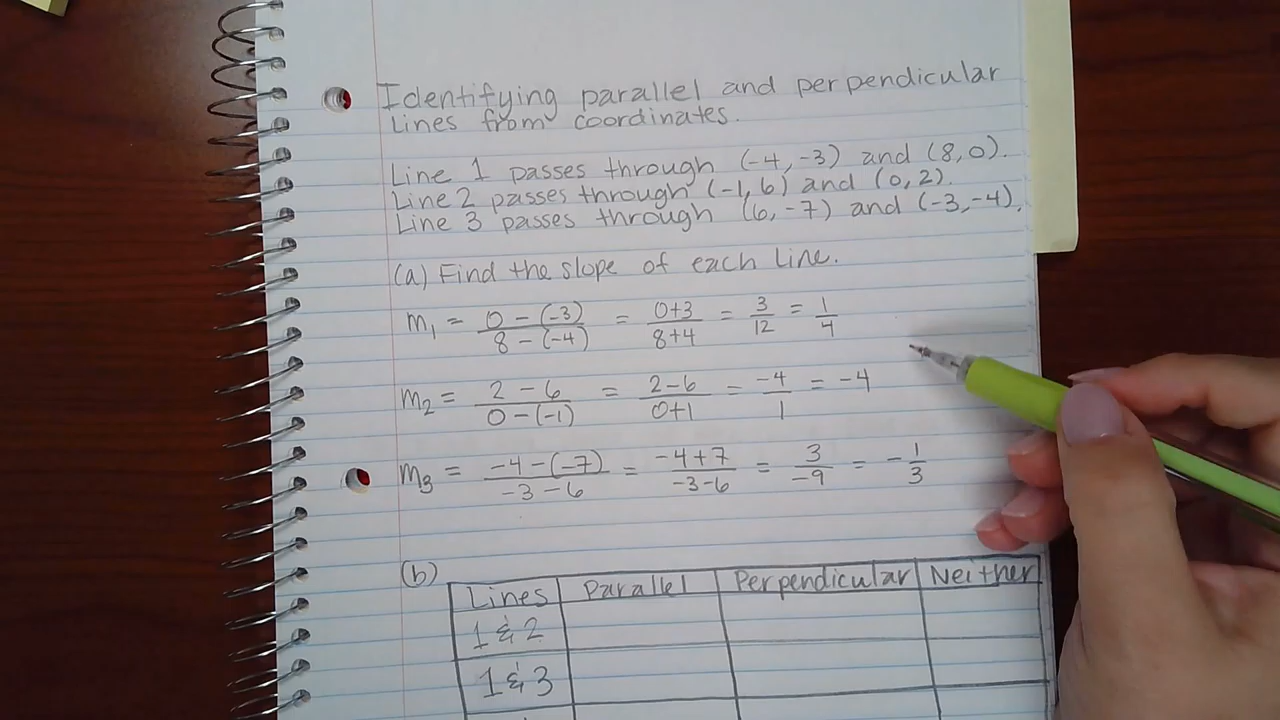 Identifying parallel and perpendicular
lines from coordinates.
Line 1 passes through (-4,-3) and (8,0).
Line 2 passes through (-1,6) and (0,2).
Line 3 passes through (6,-7) and (-3,-4).
(a) Find the slope of each line.
m₁ = 0-(-3)/8-(-4) = 0+3/8+4 = 3/12 = 1/4
m₂ = 2-6/0-(-1) = 2-6/0+1 = -4/1 = -4
m₃ = -4-(-7)/-3-6 = -4+7/-3-6 = 3/-9 = -1/3
(b)
Lines Parallel Perpendicular Neither
1 & 2
1 & 3